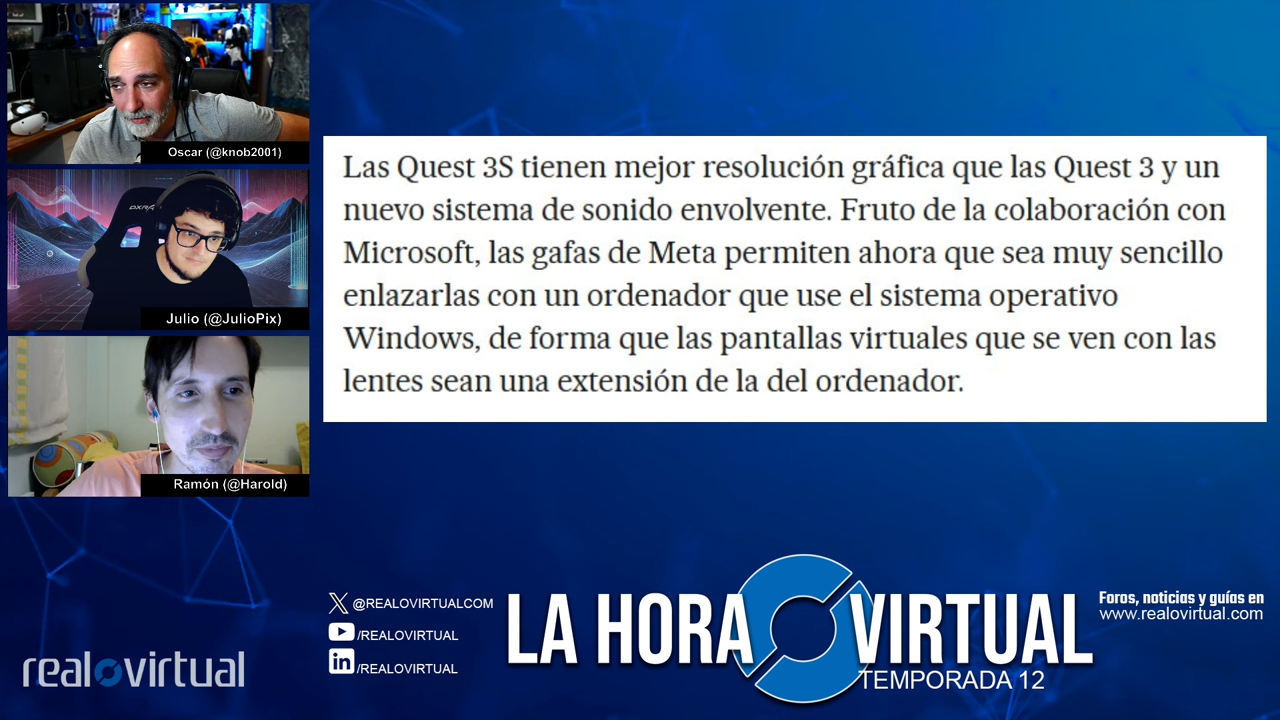 Oscar (@knob2001)
DXRA
Julio (@JulioPix)
Ramón (@Harold)
Las Quest 3S tienen mejor resolución gráfica que las Quest 3 y un
nuevo sistema de sonido envolvente. Fruto de la colaboración con
Microsoft, las gafas de Meta permiten ahora que sea muy sencillo
enlazarlas con un ordenador que use el sistema operativo
Windows, de forma que las pantallas virtuales que se ven con las
lentes sean una extensión de la del ordenador.
realovirtual
@REALOVIRTUALCOM
/REALOVIRTUAL
/REALOVIRTUAL
LA HORA VIRTUAL
TEMPORADA 12
Foros, noticias y guías en
www.realovirtual.com